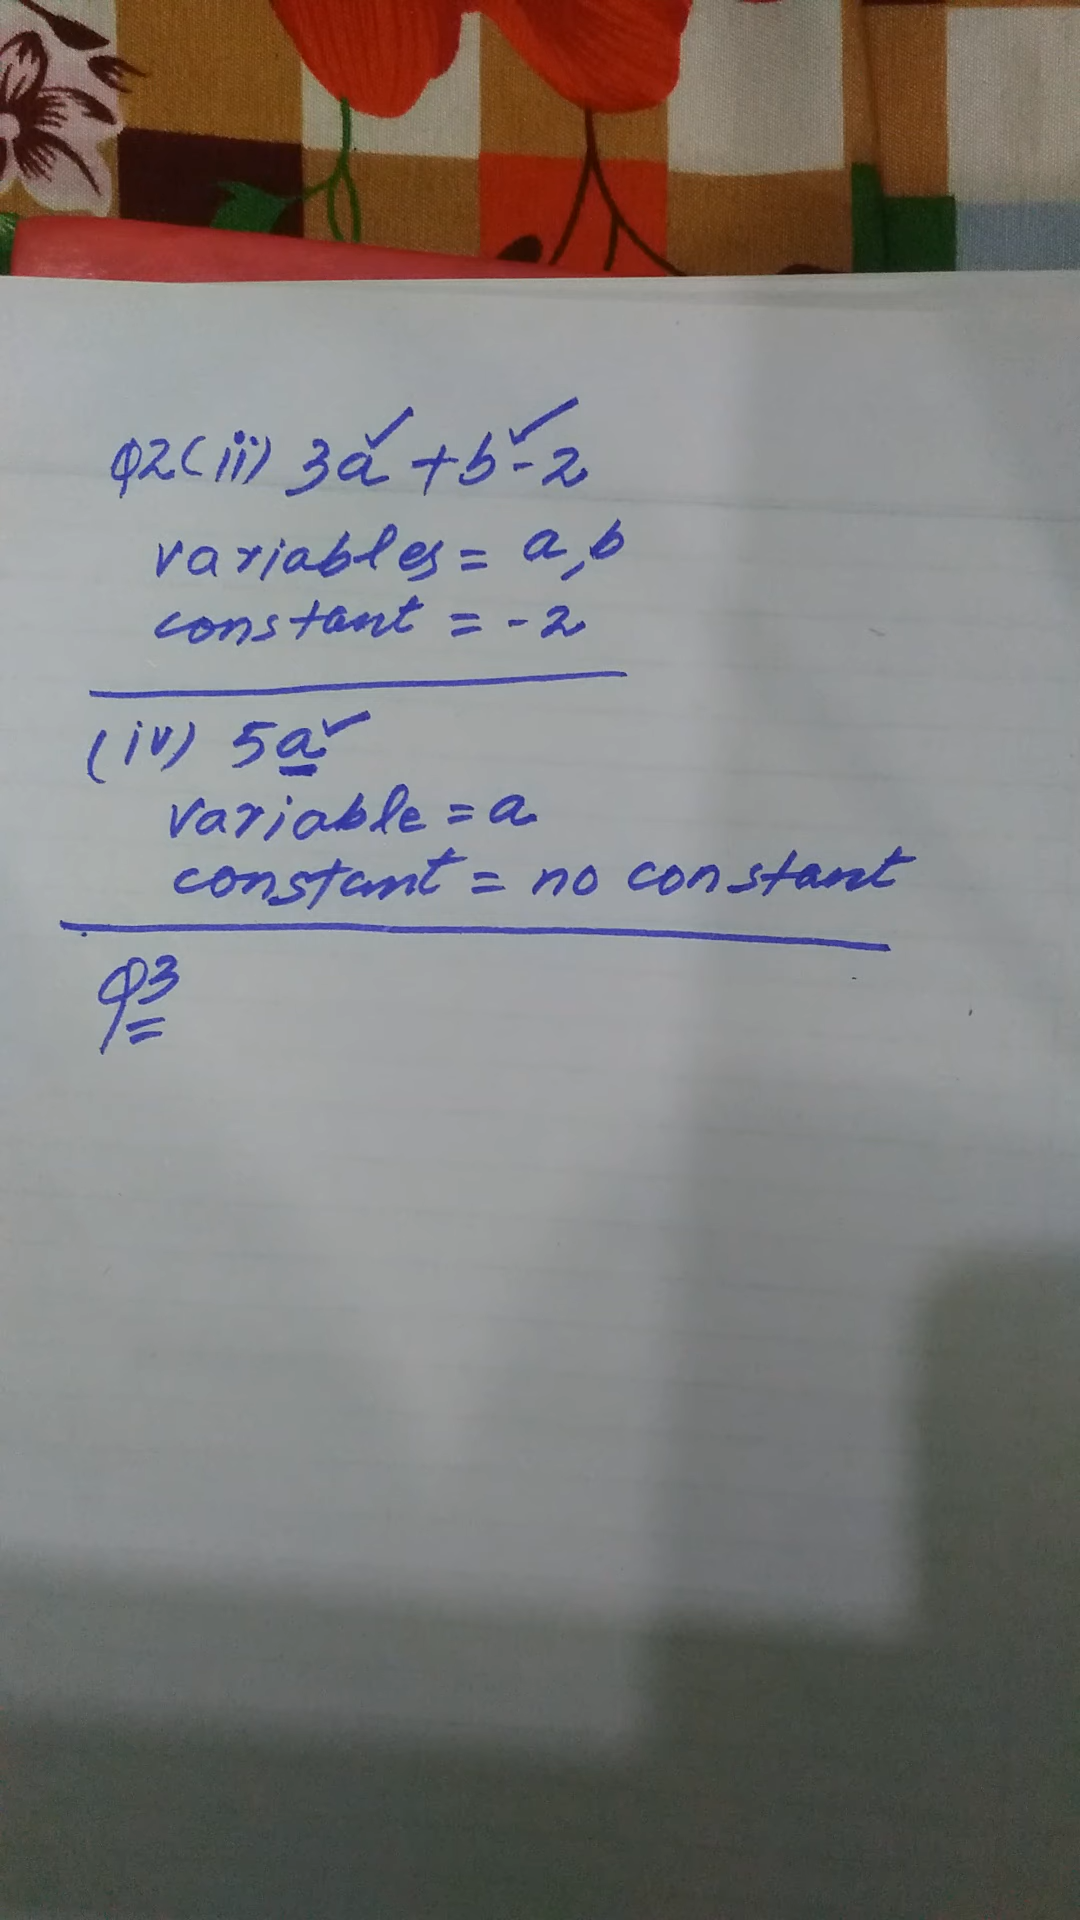 Q2(ii) 3a + b - 2
variables = a, b
constant = -2
(iv) 5a
variable = a
constant = no constant
Q3